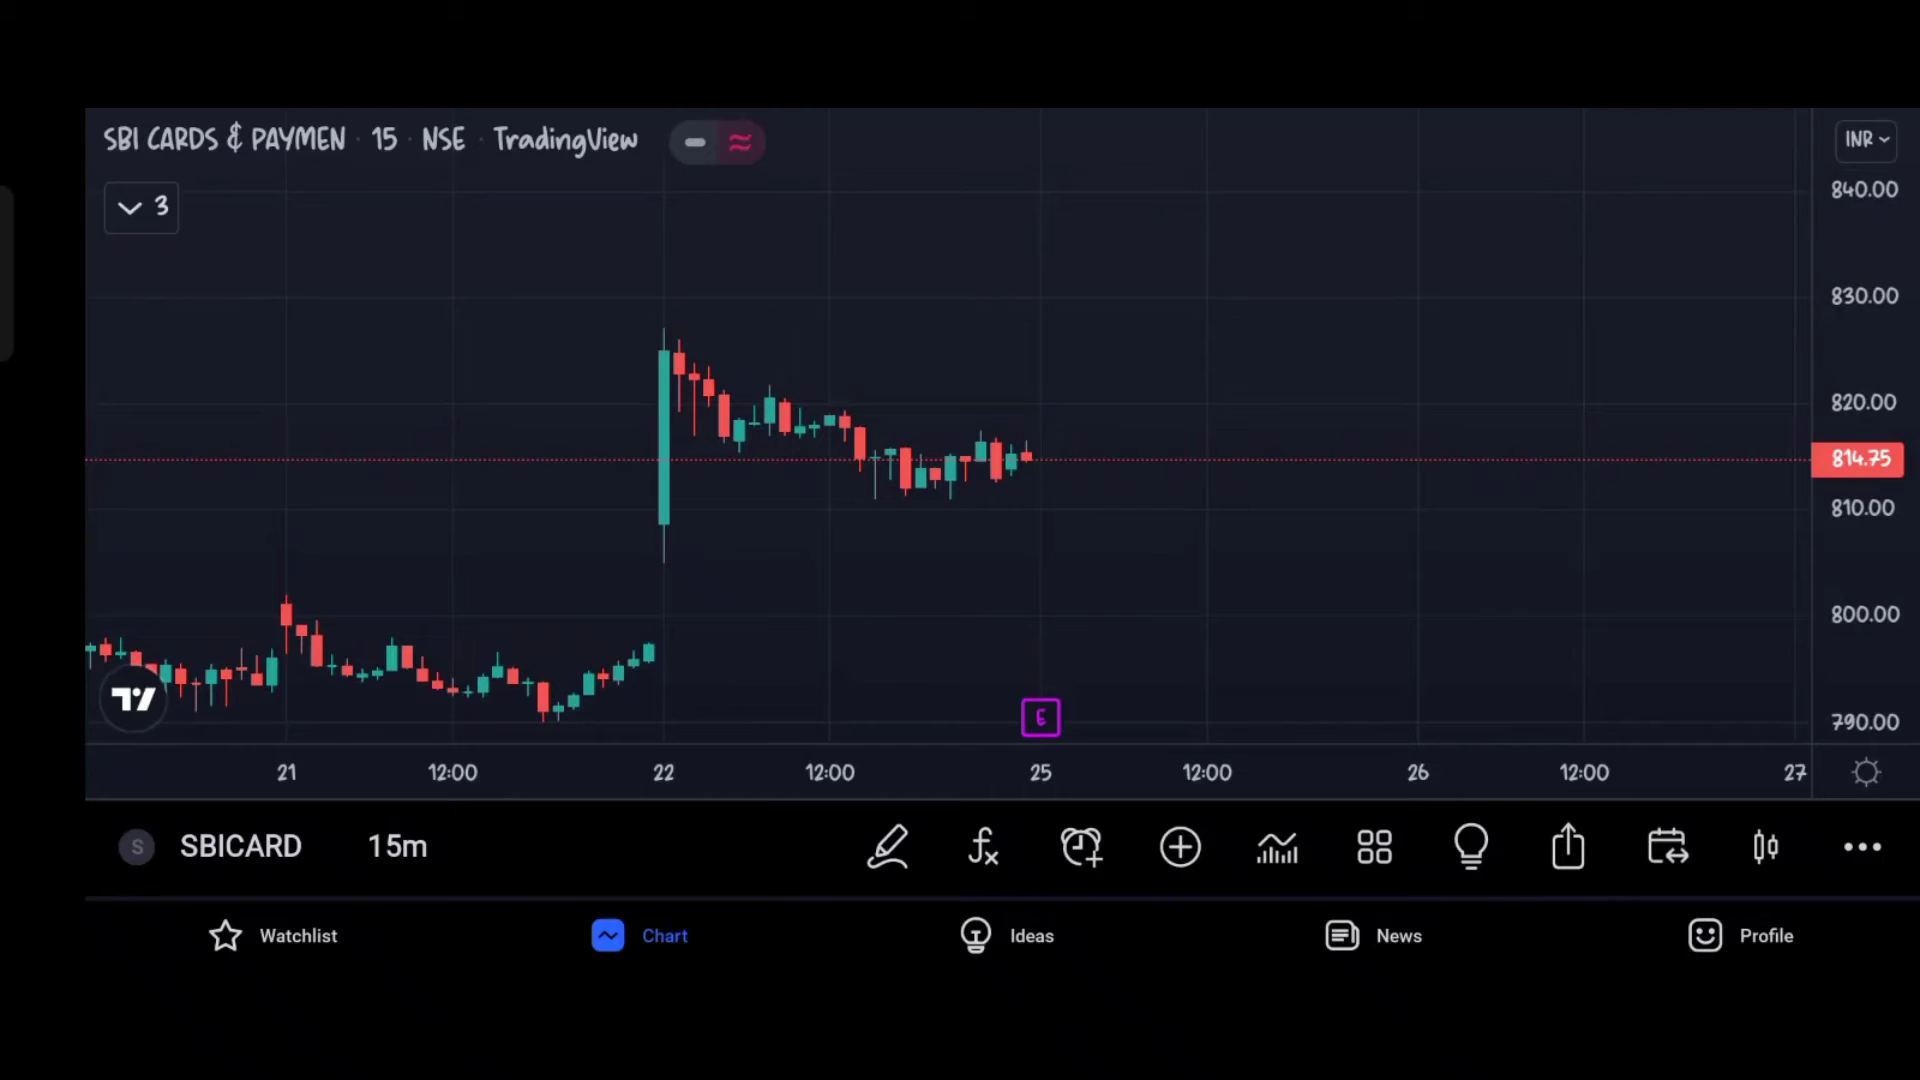 SBI CARDS & PAYMEN · 15 · NSE · TradingView
INR
3
840.00
830.00
820.00
814.75
810.00
800.00
790.00
E
21 12:00 22 12:00 25 12:00 26 12:00 27
S SBICARD 15m
Watchlist Chart Ideas News Profile